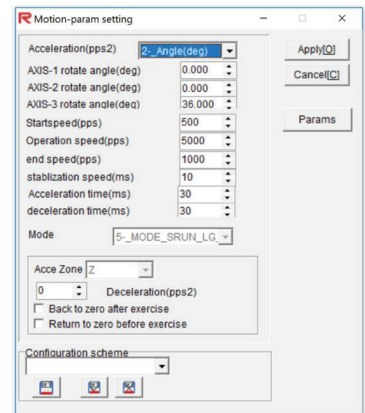 Motion-param setting
Acceleration(pps2) 2-_Angle(deg)
Apply[O]
AXIS-1 rotate angle(deg) 0.000
Cancel[C]
AXIS-2 rotate angle(deg) 0.000
AXIS-3 rotate angle(deg) 36.000
Startspeed(pps) 500
Params
Operation speed(pps) 5000
end speed(pps) 1000
stablization speed(ms) 10
Acceleration time(ms) 30
deceleration time(ms) 30
Mode 5-_MODE_SRUN_LG_
Acce Zone Z
0 Deceleration(pps2)
Back to zero after exercise
Return to zero before exercise
Configuration scheme